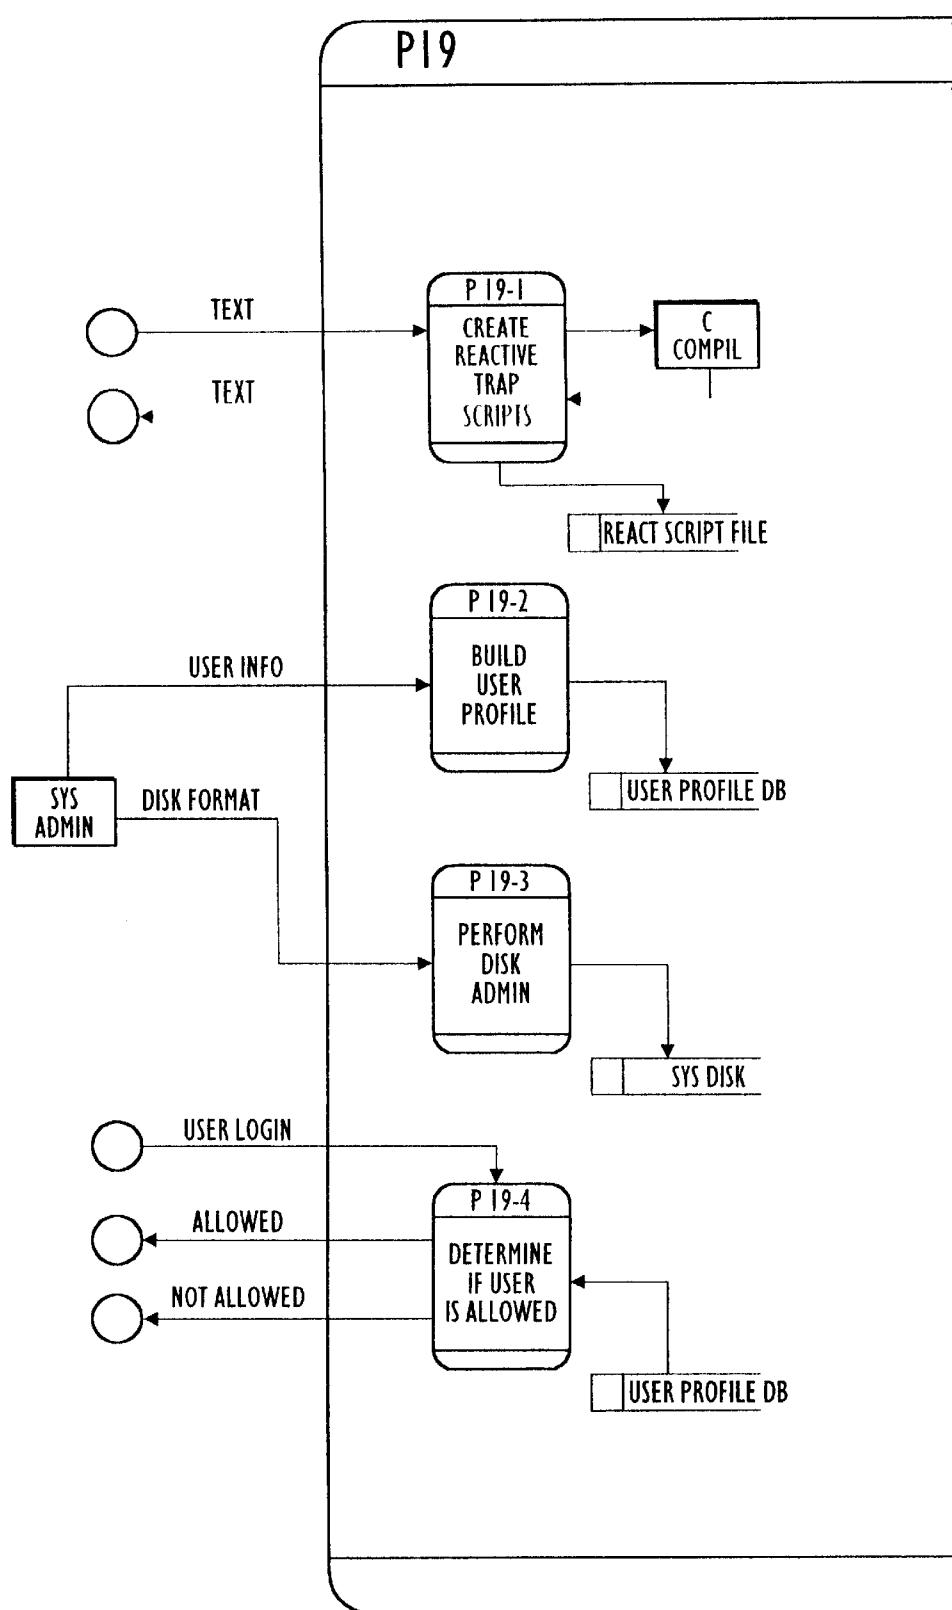 P19
P 19-1
TEXT
CREATE
REACTIVE
TRAP
SCRIPTS
C
COMPIL
TEXT
REACT SCRIPT FILE
P 19-2
USER INFO
BUILD
USER
PROFILE
SYS
ADMIN
DISK FORMAT
USER PROFILE DB
P 19-3
PERFORM
DISK
ADMIN
SYS DISK
USER LOGIN
P 19-4
ALLOWED
DETERMINE
IF USER
IS ALLOWED
NOT ALLOWED
USER PROFILE DB